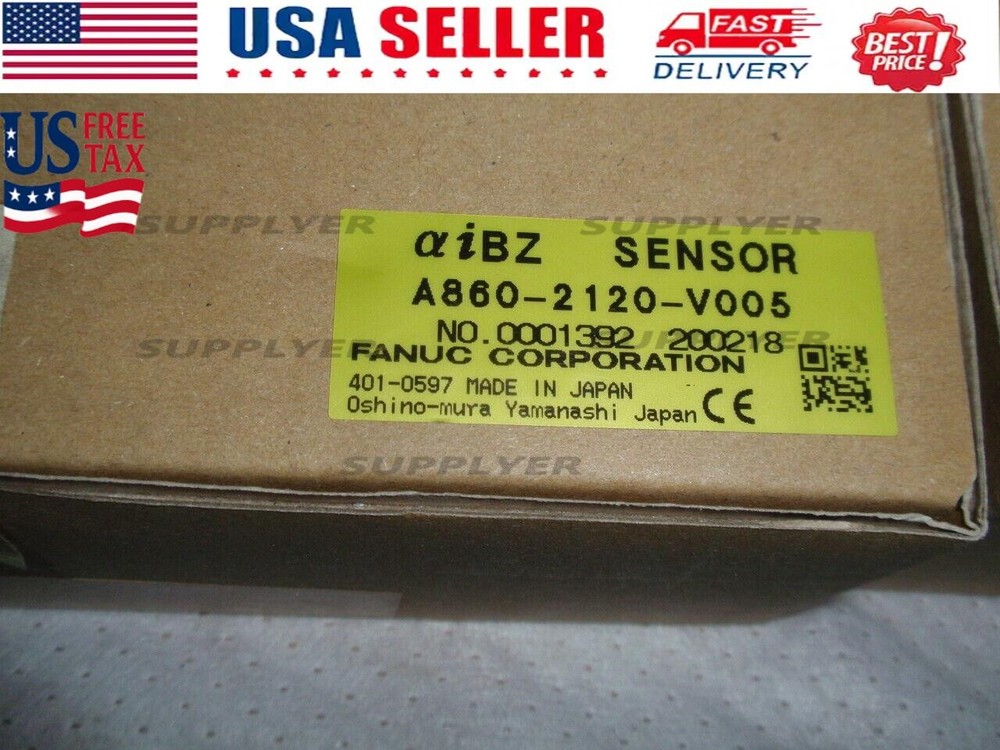 USA SELLER
FAST
DELIVERY
BEST
PRICE!
US FREE
TAX
SUPPLYER
SUPPLYER
αiBZ SENSOR
A860-2120-V005
NO.0001392 200218
SUPPLYER
SUPPLYER
FANUC CORPORATION
401-0597 MADE IN JAPAN
Oshino-mura Yamanashi Japan CE
SUPPLYER